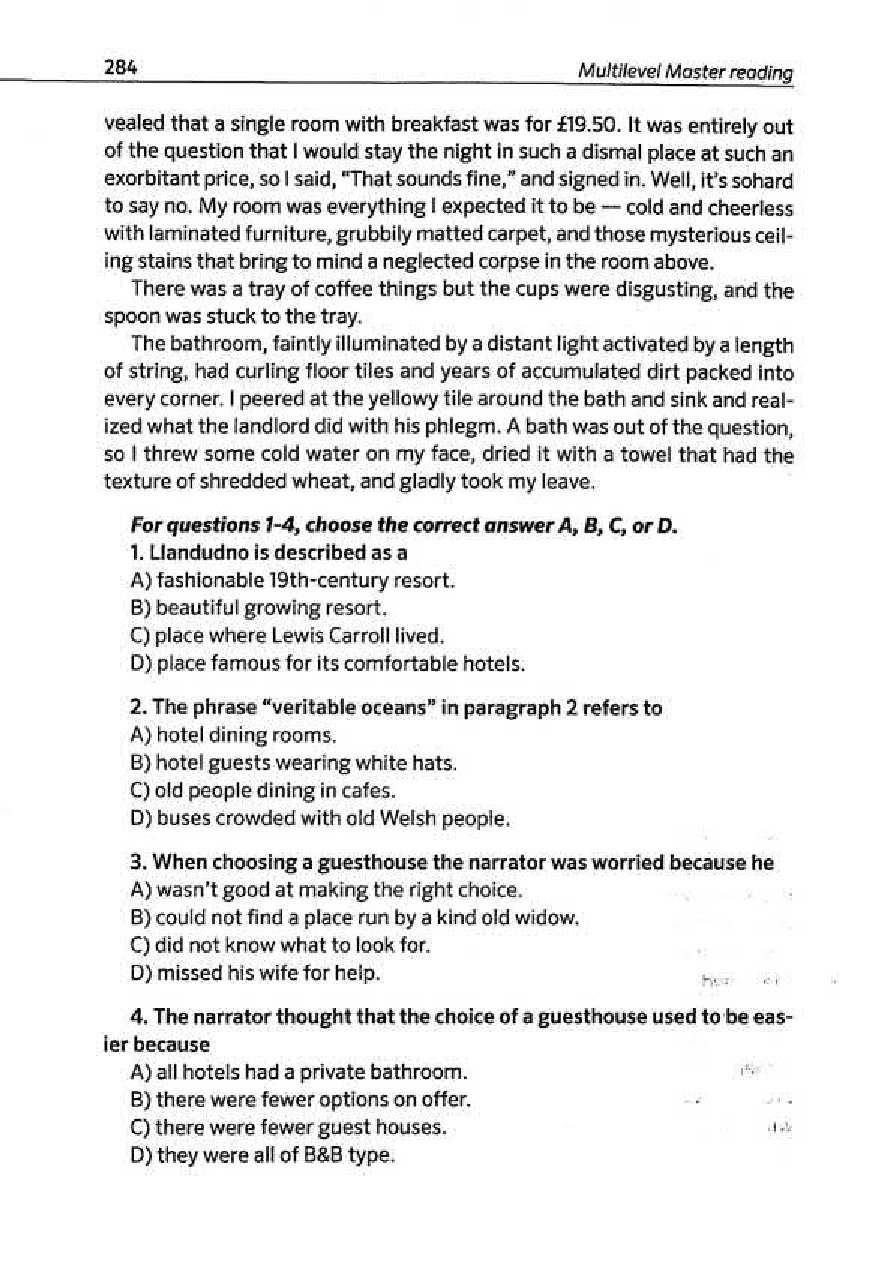 284
Multilevel Master reading
vealed that a single room with breakfast was for £19.50. It was entirely out
of the question that I would stay the night in such a dismal place at such an
exorbitant price, so I said, "That sounds fine," and signed in. Well, it's sohard
to say no. My room was everything I expected it to be — cold and cheerless
with laminated furniture, grubbily matted carpet, and those mysterious ceil-
ing stains that bring to mind a neglected corpse in the room above.
There was a tray of coffee things but the cups were disgusting, and the
spoon was stuck to the tray.
The bathroom, faintly illuminated by a distant light activated by a length
of string, had curling floor tiles and years of accumulated dirt packed into
every corner. I peered at the yellowy tile around the bath and sink and real-
ized what the landlord did with his phlegm. A bath was out of the question,
so I threw some cold water on my face, dried it with a towel that had the
texture of shredded wheat, and gladly took my leave.
For questions 1-4, choose the correct answer A, B, C, or D.
1. Llandudno is described as a
A) fashionable 19th-century resort.
B) beautiful growing resort.
C) place where Lewis Carroll lived.
D) place famous for its comfortable hotels.
2. The phrase "veritable oceans" in paragraph 2 refers to
A) hotel dining rooms.
B) hotel guests wearing white hats.
C) old people dining in cafes.
D) buses crowded with old Welsh people.
3. When choosing a guesthouse the narrator was worried because he
A) wasn't good at making the right choice.
B) could not find a place run by a kind old widow.
C) did not know what to look for.
D) missed his wife for help.
4. The narrator thought that the choice of a guesthouse used to be eas-
ier because
A) all hotels had a private bathroom.
B) there were fewer options on offer.
C) there were fewer guest houses.
D) they were all of B&B type.